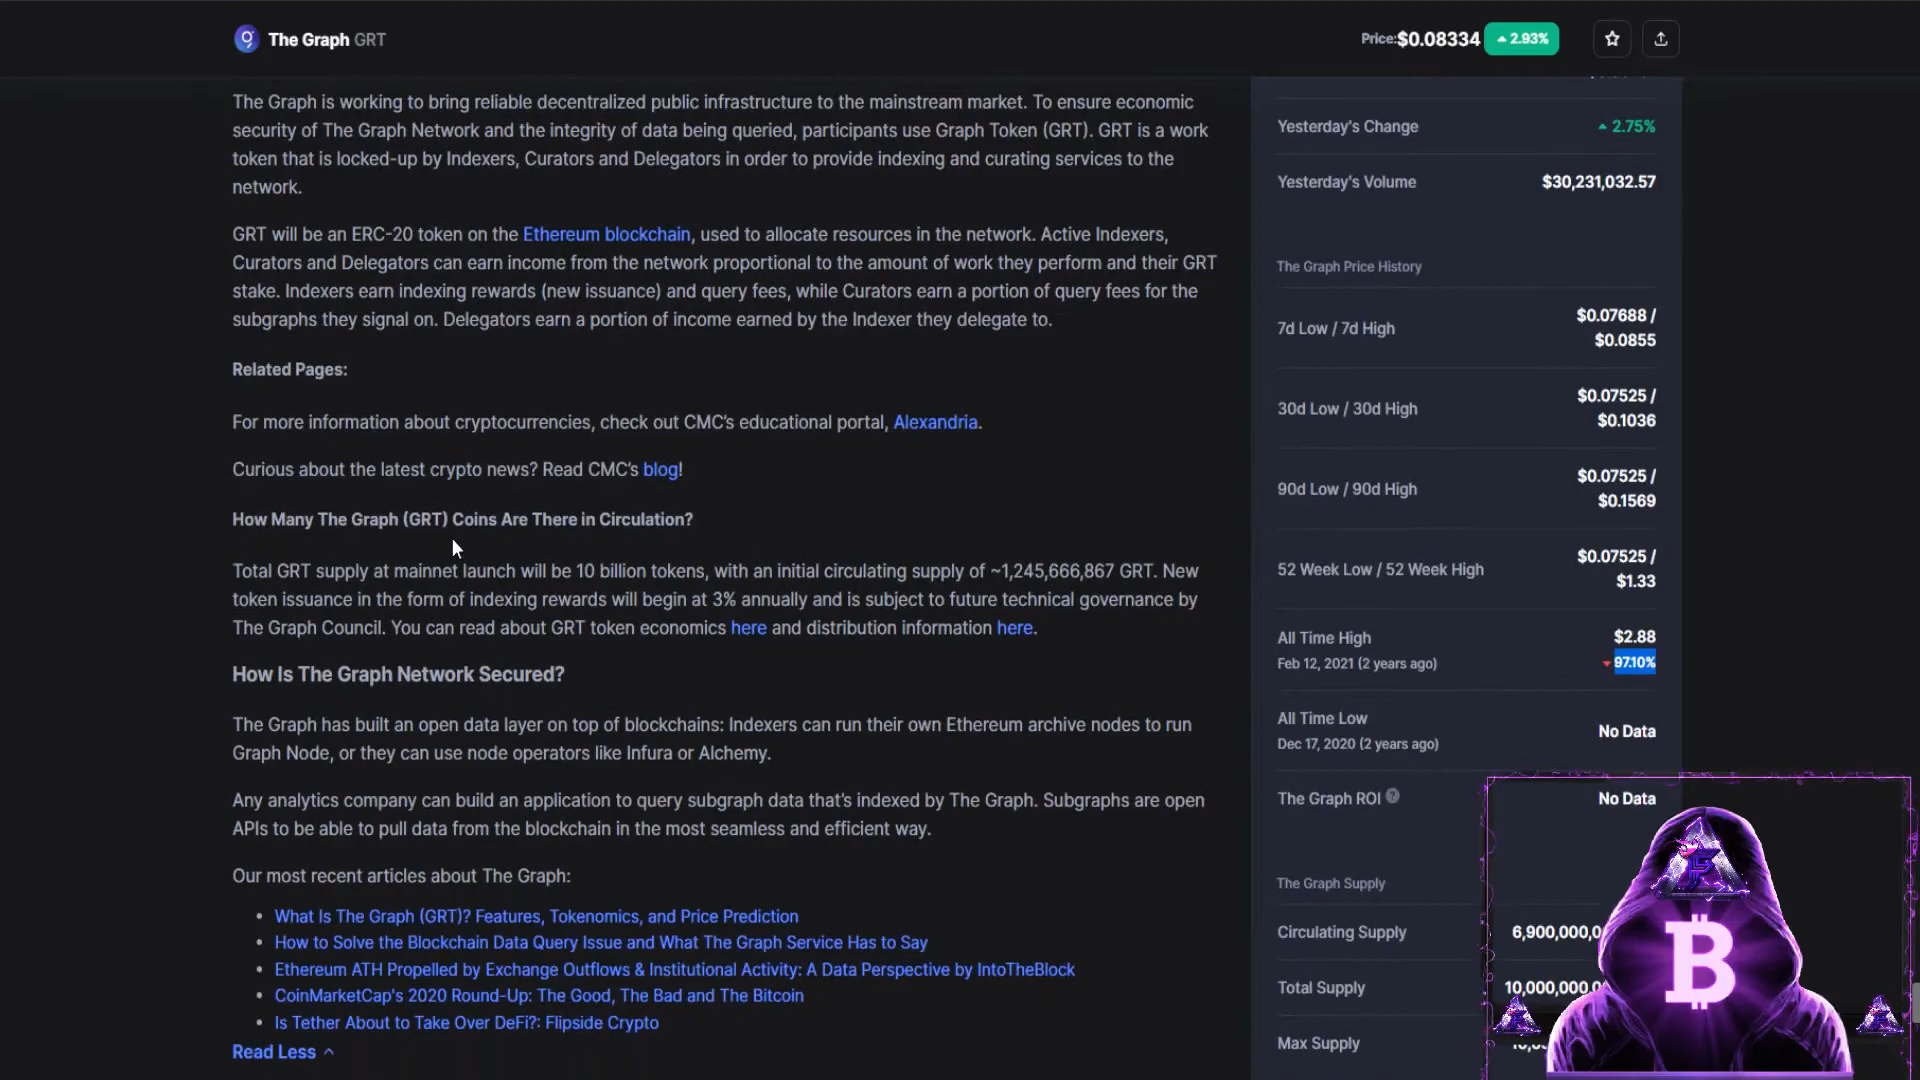 The Graph GRT
Price:$0.08334 2.93%
The Graph is working to bring reliable decentralized public infrastructure to the mainstream market. To ensure economic
security of The Graph Network and the integrity of data being queried, participants use Graph Token (GRT). GRT is a work
token that is locked-up by Indexers, Curators and Delegators in order to provide indexing and curating services to the
network.
GRT will be an ERC-20 token on the Ethereum blockchain, used to allocate resources in the network. Active Indexers,
Curators and Delegators can earn income from the network proportional to the amount of work they perform and their GRT
stake. Indexers earn indexing rewards (new issuance) and query fees, while Curators earn a portion of query fees for the
subgraphs they signal on. Delegators earn a portion of income earned by the Indexer they delegate to.
Related Pages:
For more information about cryptocurrencies, check out CMC's educational portal, Alexandria.
Curious about the latest crypto news? Read CMC's blog!
How Many The Graph (GRT) Coins Are There in Circulation?
Total GRT supply at mainnet launch will be 10 billion tokens, with an initial circulating supply of ~1,245,666,867 GRT. New
token issuance in the form of indexing rewards will begin at 3% annually and is subject to future technical governance by
The Graph Council. You can read about GRT token economics here and distribution information here.
How Is The Graph Network Secured?
The Graph has built an open data layer on top of blockchains: Indexers can run their own Ethereum archive nodes to run
Graph Node, or they can use node operators like Infura or Alchemy.
Any analytics company can build an application to query subgraph data that's indexed by The Graph. Subgraphs are open
APIs to be able to pull data from the blockchain in the most seamless and efficient way.
Our most recent articles about The Graph:
• What Is The Graph (GRT)? Features, Tokenomics, and Price Prediction
• How to Solve the Blockchain Data Query Issue and What The Graph Service Has to Say
• Ethereum ATH Propelled by Exchange Outflows & Institutional Activity: A Data Perspective by IntoTheBlock
• CoinMarketCap's 2020 Round-Up: The Good, The Bad and The Bitcoin
• Is Tether About to Take Over DeFi?: Flipside Crypto
Read Less
Yesterday's Change 2.75%
Yesterday's Volume $30,231,032.57
The Graph Price History
7d Low / 7d High $0.07688 /
$0.0855
30d Low / 30d High $0.07525 /
$0.1036
90d Low / 90d High $0.07525 /
$0.1569
52 Week Low / 52 Week High $0.07525 /
$1.33
All Time High $2.88
Feb 12, 2021 (2 years ago) 97.10%
All Time Low
Dec 17, 2020 (2 years ago) No Data
The Graph ROI No Data
The Graph Supply
Circulating Supply 6,900,000,0
Total Supply 10,000,000,0
Max Supply